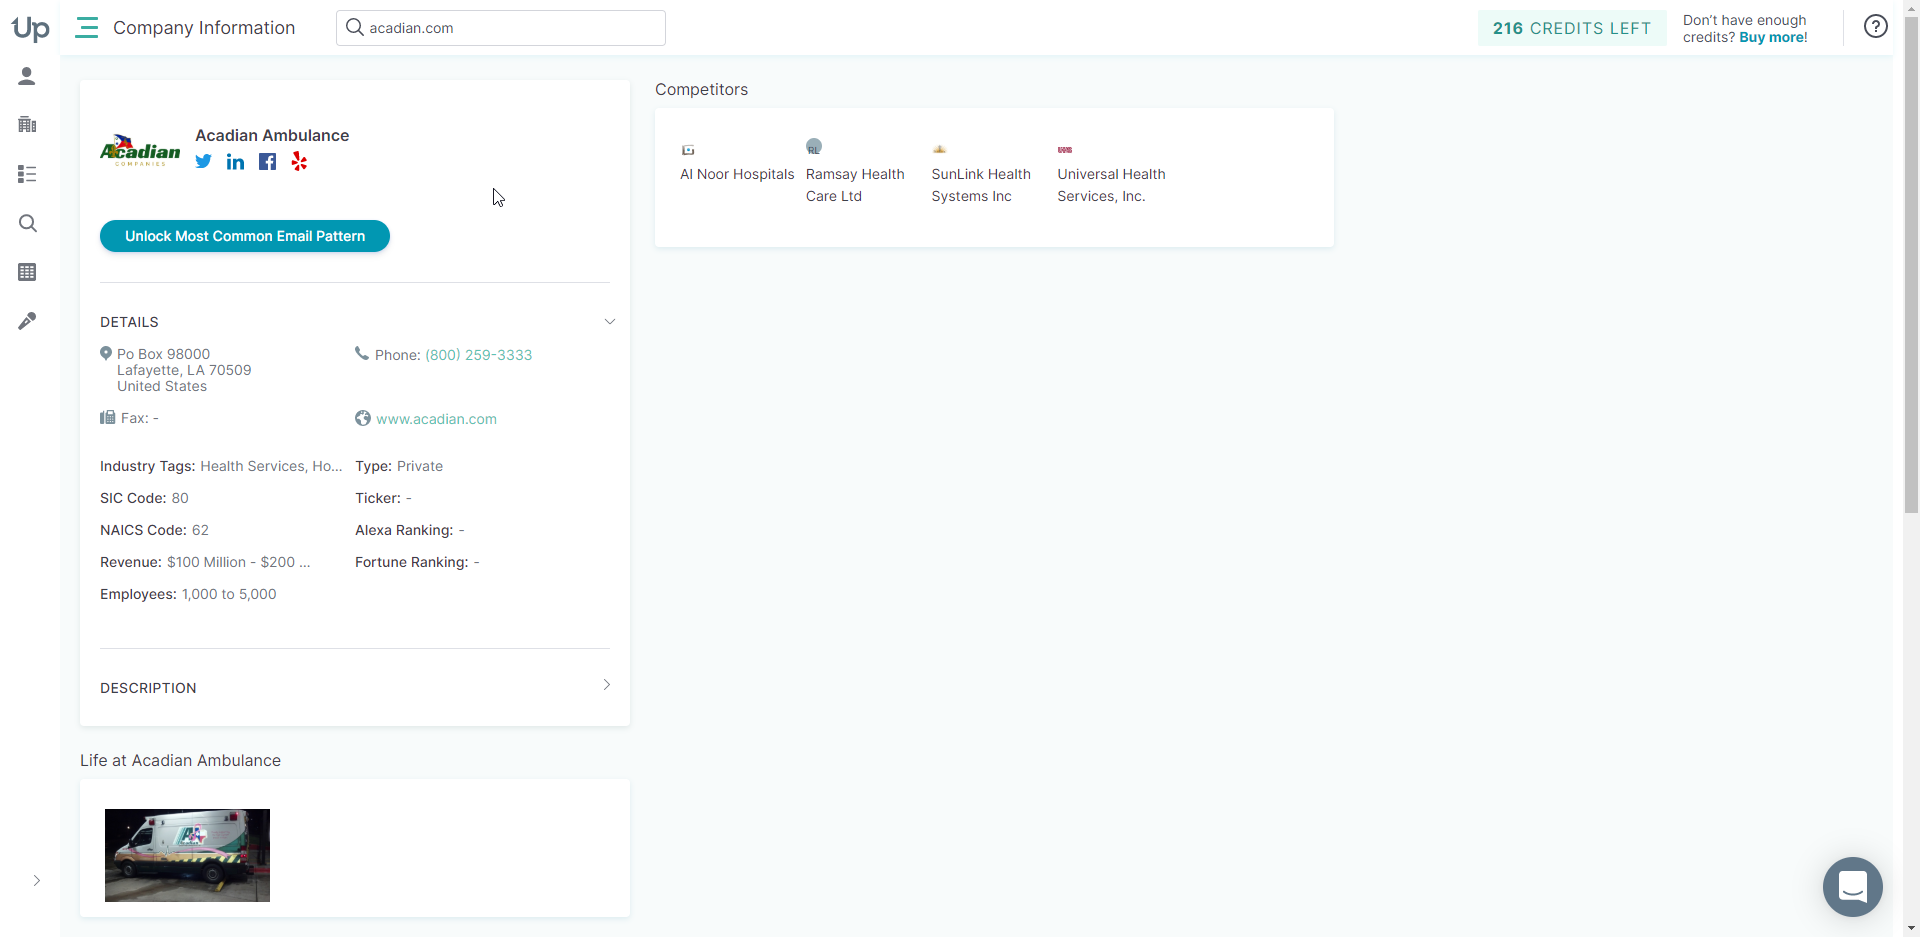 Up
Company Information
acadian.com
216 CREDITS LEFT
Don't have enough
credits? Buy more!
?
Acadian
COMPANIES
Acadian Ambulance
Unlock Most Common Email Pattern
DETAILS
Po Box 98000
Lafayette, LA 70509
United States
Phone: (800) 259-3333
Fax: -
www.acadian.com
Industry Tags: Health Services, Ho...
Type: Private
SIC Code: 80
Ticker: -
NAICS Code: 62
Alexa Ranking: -
Revenue: $100 Million - $200 ...
Fortune Ranking: -
Employees: 1,000 to 5,000
DESCRIPTION
Life at Acadian Ambulance
Acadian
Competitors
Al Noor Hospitals
RL
Ramsay Health
Care Ltd
SunLink Health
Systems Inc
UHS
Universal Health
Services, Inc.